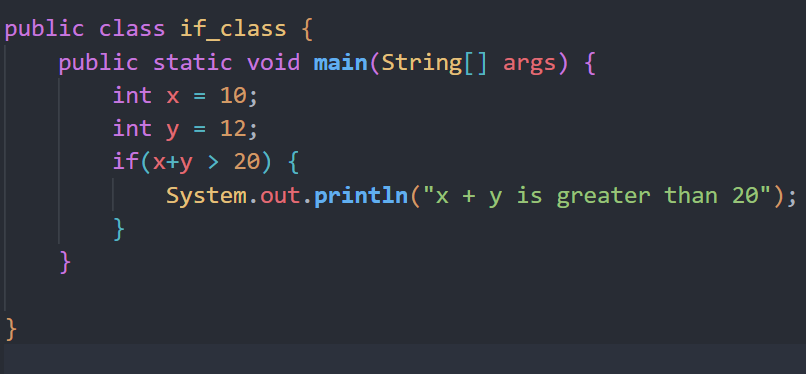 public class if_class {
    public static void main(String[] args) {
        int x = 10;
        int y = 12;
        if(x+y > 20) {
            System.out.println("x + y is greater than 20");
        }
    }

}